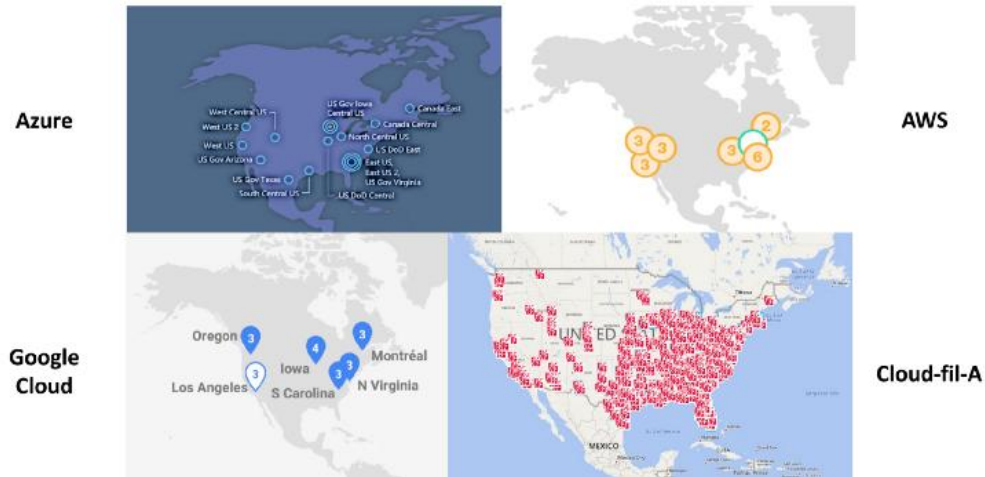 Azure
West Central US
West US 2
West US
US Gov Arizona
US Gov Texas
South Central US
US Gov Iowa
Central US
Canada East
Canada Central
North Central US
US DoD East
East US,
East US 2,
US Gov Virginia
US DoD Central
AWS
3
3
3
3
2
6
Google
Cloud
Oregon
3
Los Angeles
3
Iowa
4
S Carolina
3
3
N Virginia
3
Montréal
Cloud-fil-A
UNITED
MEXICO
Ottawa